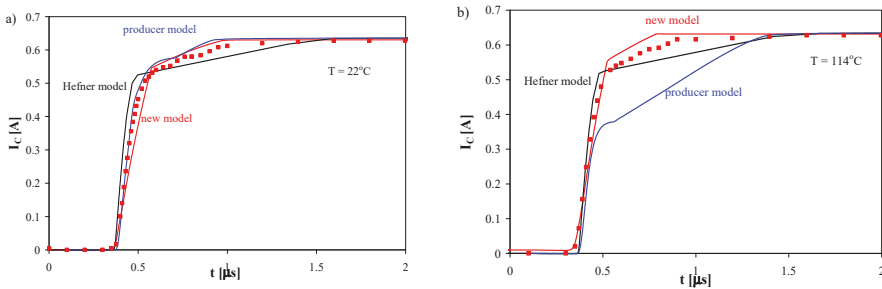 a)
producer model
Hefner model
T = 22°C
new model
I_C [A]
0.7
0.6
0.5
0.4
0.3
0.2
0.1
0
0 0.5 1 1.5 2
t [µs]
b)
new model
T = 114°C
Hefner model
producer model
I_C [A]
0.7
0.6
0.5
0.4
0.3
0.2
0.1
0
0 0.5 1 1.5 2
t [µs]